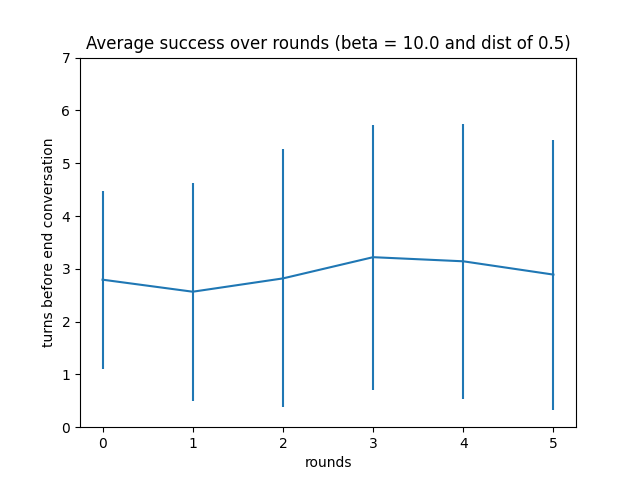 Average success over rounds (beta = 10.0 and dist of 0.5)
7
6
5
4
3
2
1
0
turns before end conversation
0 1 2 3 4 5
rounds